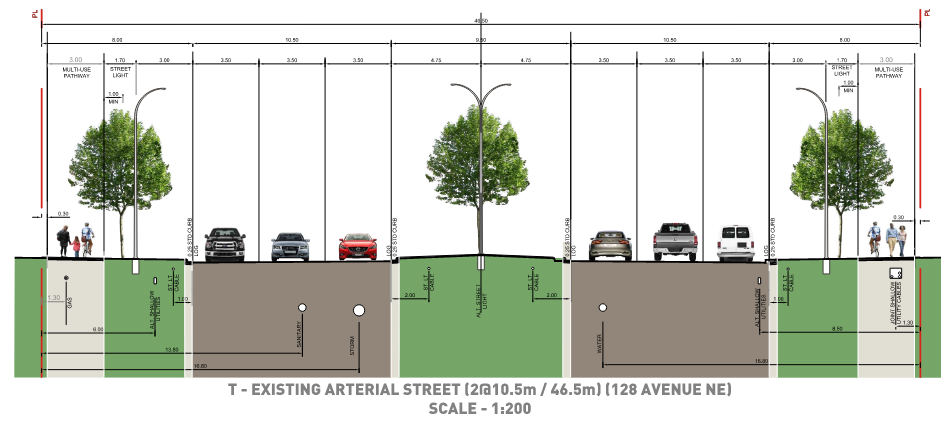 PL
PL
46.50
8.00
10.50
9.50
10.50
8.00
3.00
1.70
3.00
3.50
3.50
3.50
4.75
4.75
3.50
3.50
3.50
3.00
1.70
3.00
MULTI-USE
PATHWAY
STREET
LIGHT
STREET
LIGHT
MULTI-USE
PATHWAY
1.00
MIN
1.00
MIN
0.30
0.25 STD CURB
LOG
LOG
0.25 STD CURB
0.25 STD CURB
LOG
LOG
0.25 STD CURB
0.30
1.30
GAS
ALT. SHALLOW
UTILITIES
ST. LT.
CABLE
1.00
SANITARY
STORM
2.00
ST. LT.
CABLE
ALT. STREET
LIGHT
ST. LT.
CABLE
2.00
WATER
ALT. SHALLOW
UTILITIES
ST. LT.
CABLE
1.00
JOINT SHALLOW
UTILITY CABLES
1.30
6.00
8.50
13.50
16.80
16.80
T - EXISTING ARTERIAL STREET (2@10.5m / 46.5m) (128 AVENUE NE)
SCALE - 1:200